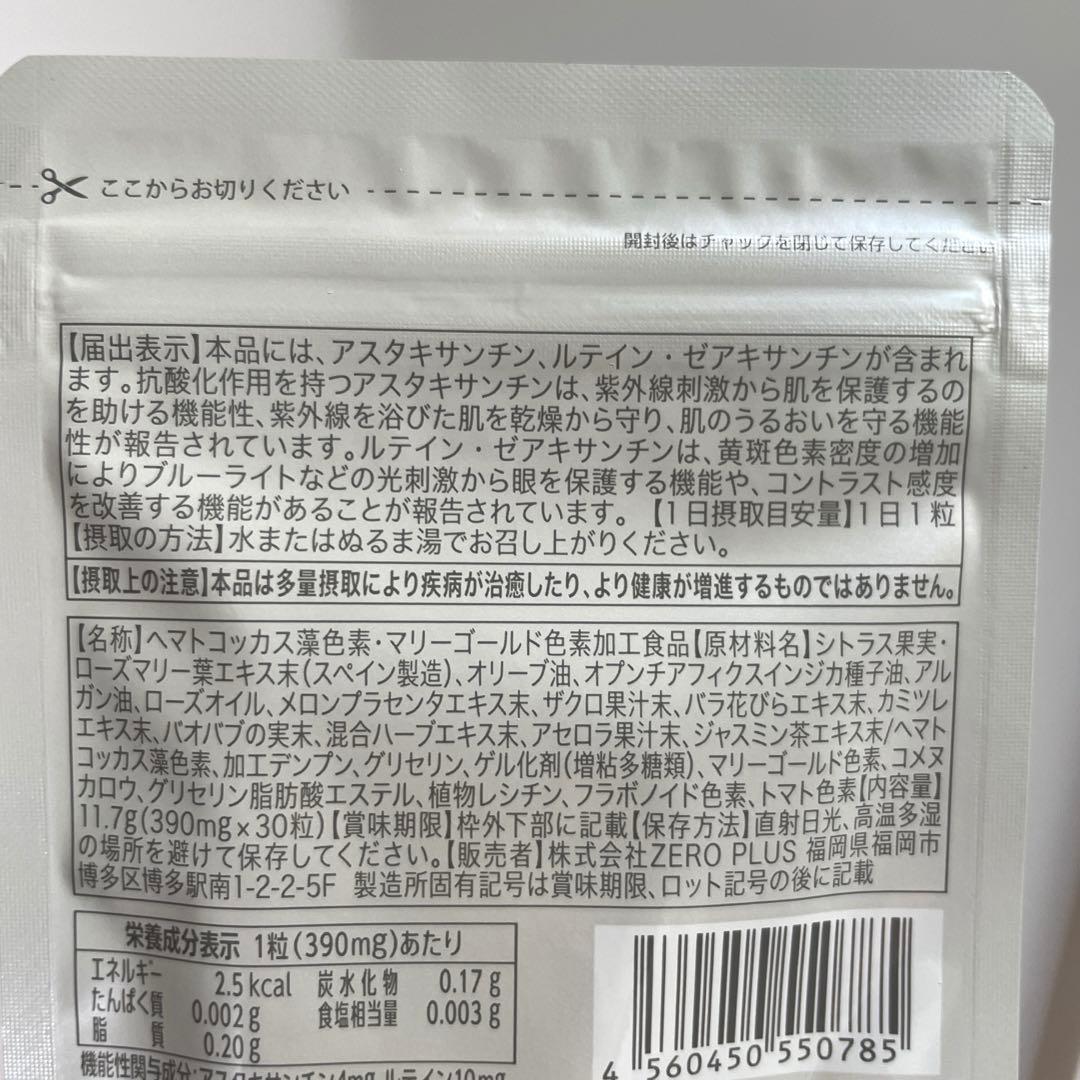 ここからお切りください
開封後はチャックを閉じて保存してください
【届出表示】本品には、アスタキサンチン、ルテイン・ゼアキサンチンが含まれ
ます。抗酸化作用を持つアスタキサンチンは、紫外線刺激から肌を保護するの
を助ける機能性、紫外線を浴びた肌を乾燥から守り、肌のうるおいを守る機能
性が報告されています。ルテイン・ゼアキサンチンは、黄斑色素密度の増加
によりブルーライトなどの光刺激から眼を保護する機能や、コントラスト感度
を改善する機能があることが報告されています。【1日摂取目安量】1日1粒
【摂取の方法】水またはぬるま湯でお召し上がりください。
【摂取上の注意】本品は多量摂取により疾病が治癒したり、より健康が増進するものではありません。
【名称】ヘマトコッカス藻色素・マリーゴールド色素加工食品【原材料名】シトラス果実・
ローズマリー葉エキス末(スペイン製造)、オリーブ油、オプンチアフィクスインジカ種子油、アル
ガン油、ローズオイル、メロンプラセンタエキス末、ザクロ果汁末、バラ花びらエキス末、カミツレ
エキス末、バオバブの実末、混合ハーブエキス末、アセロラ果汁末、ジャスミン茶エキス末/ヘマト
コッカス藻色素、加工デンプン、グリセリン、ゲル化剤(増粘多糖類)、マリーゴールド色素、コメヌ
カロウ、グリセリン脂肪酸エステル、植物レシチン、フラボノイド色素、トマト色素【内容量】
11.7g(390mg×30粒)【賞味期限】枠外下部に記載【保存方法】直射日光、高温多湿
の場所を避けて保存してください。【販売者】株式会社ZERO PLUS 福岡県福岡市
博多区博多駅南1-2-2-5F 製造所固有記号は賞味期限、ロット記号の後に記載
栄養成分表示 1粒(390mg)あたり
エネルギー 2.5kcal 炭水化物 0.17g
たんぱく質 0.002g 食塩相当量 0.003g
脂質 0.20g
機能性関与成分:アスタキサンチン4mg、ルテイン10mg
4 560450 550785